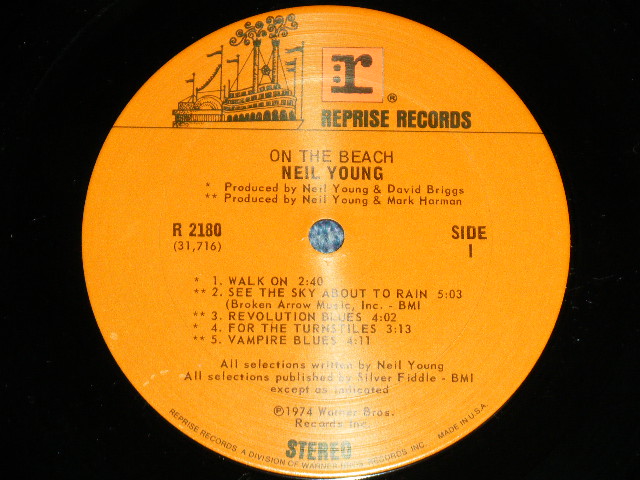 r ®
REPRISE RECORDS
ON THE BEACH
NEIL YOUNG
* Produced by Neil Young & David Briggs
** Produced by Neil Young & Mark Harman
R 2180
(31,716)
SIDE
1
* 1. WALK ON 2:40
** 2. SEE THE SKY ABOUT TO RAIN 5:03
(Broken Arrow Music, Inc. - BMI
** 3. REVOLUTION BLUES 4:02
* 4. FOR THE TURNSTILES 3:13
** 5. VAMPIRE BLUES 4:11
All selections written by Neil Young
All selections published by Silver Fiddle - BMI
except as indicated
℗1974 Warner Bros.
Records Inc.
STEREO
REPRISE RECORDS, A DIVISION OF WARNER BROS. RECORDS, INC. MADE IN U.S.A.